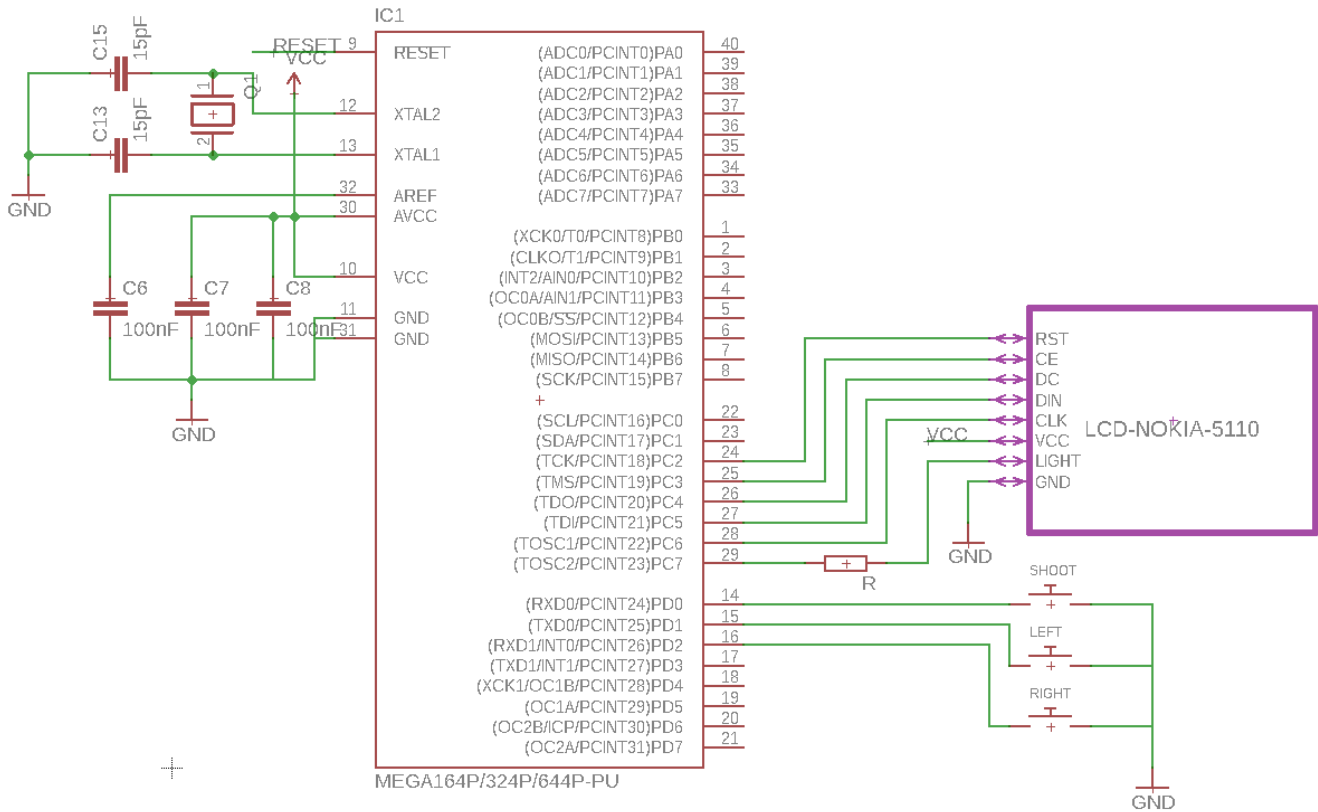 IC1
C15
15pF
C13
15pF
1
Q1
2
GND
RESET
VCC
9
RESET
12
XTAL2
13
XTAL1
32
AREF
30
AVCC
10
VCC
11
GND
31
GND
C6
100nF
C7
100nF
C8
100nF
GND
(ADC0/PCINT0)PA0
40
(ADC1/PCINT1)PA1
39
(ADC2/PCINT2)PA2
38
(ADC3/PCINT3)PA3
37
(ADC4/PCINT4)PA4
36
(ADC5/PCINT5)PA5
35
(ADC6/PCINT6)PA6
34
(ADC7/PCINT7)PA7
33
(XCK0/T0/PCINT8)PB0
1
(CLKO/T1/PCINT9)PB1
2
(INT2/AIN0/PCINT10)PB2
3
(OC0A/AIN1/PCINT11)PB3
4
(OC0B/SS/PCINT12)PB4
5
(MOSI/PCINT13)PB5
6
(MISO/PCINT14)PB6
7
(SCK/PCINT15)PB7
8
(SCL/PCINT16)PC0
22
(SDA/PCINT17)PC1
23
(TCK/PCINT18)PC2
24
(TMS/PCINT19)PC3
25
(TDO/PCINT20)PC4
26
(TDI/PCINT21)PC5
27
(TOSC1/PCINT22)PC6
28
(TOSC2/PCINT23)PC7
29
(RXD0/PCINT24)PD0
14
(TXD0/PCINT25)PD1
15
(RXD1/INT0/PCINT26)PD2
16
(TXD1/INT1/PCINT27)PD3
17
(XCK1/OC1B/PCINT28)PD4
18
(OC1A/PCINT29)PD5
19
(OC2B/ICP/PCINT30)PD6
20
(OC2A/PCINT31)PD7
21
MEGA164P/324P/644P-PU
R
RST
CE
DC
DIN
CLK
VCC
VCC
LIGHT
GND
LCD-NOKIA-5110
GND
SHOOT
LEFT
RIGHT
GND